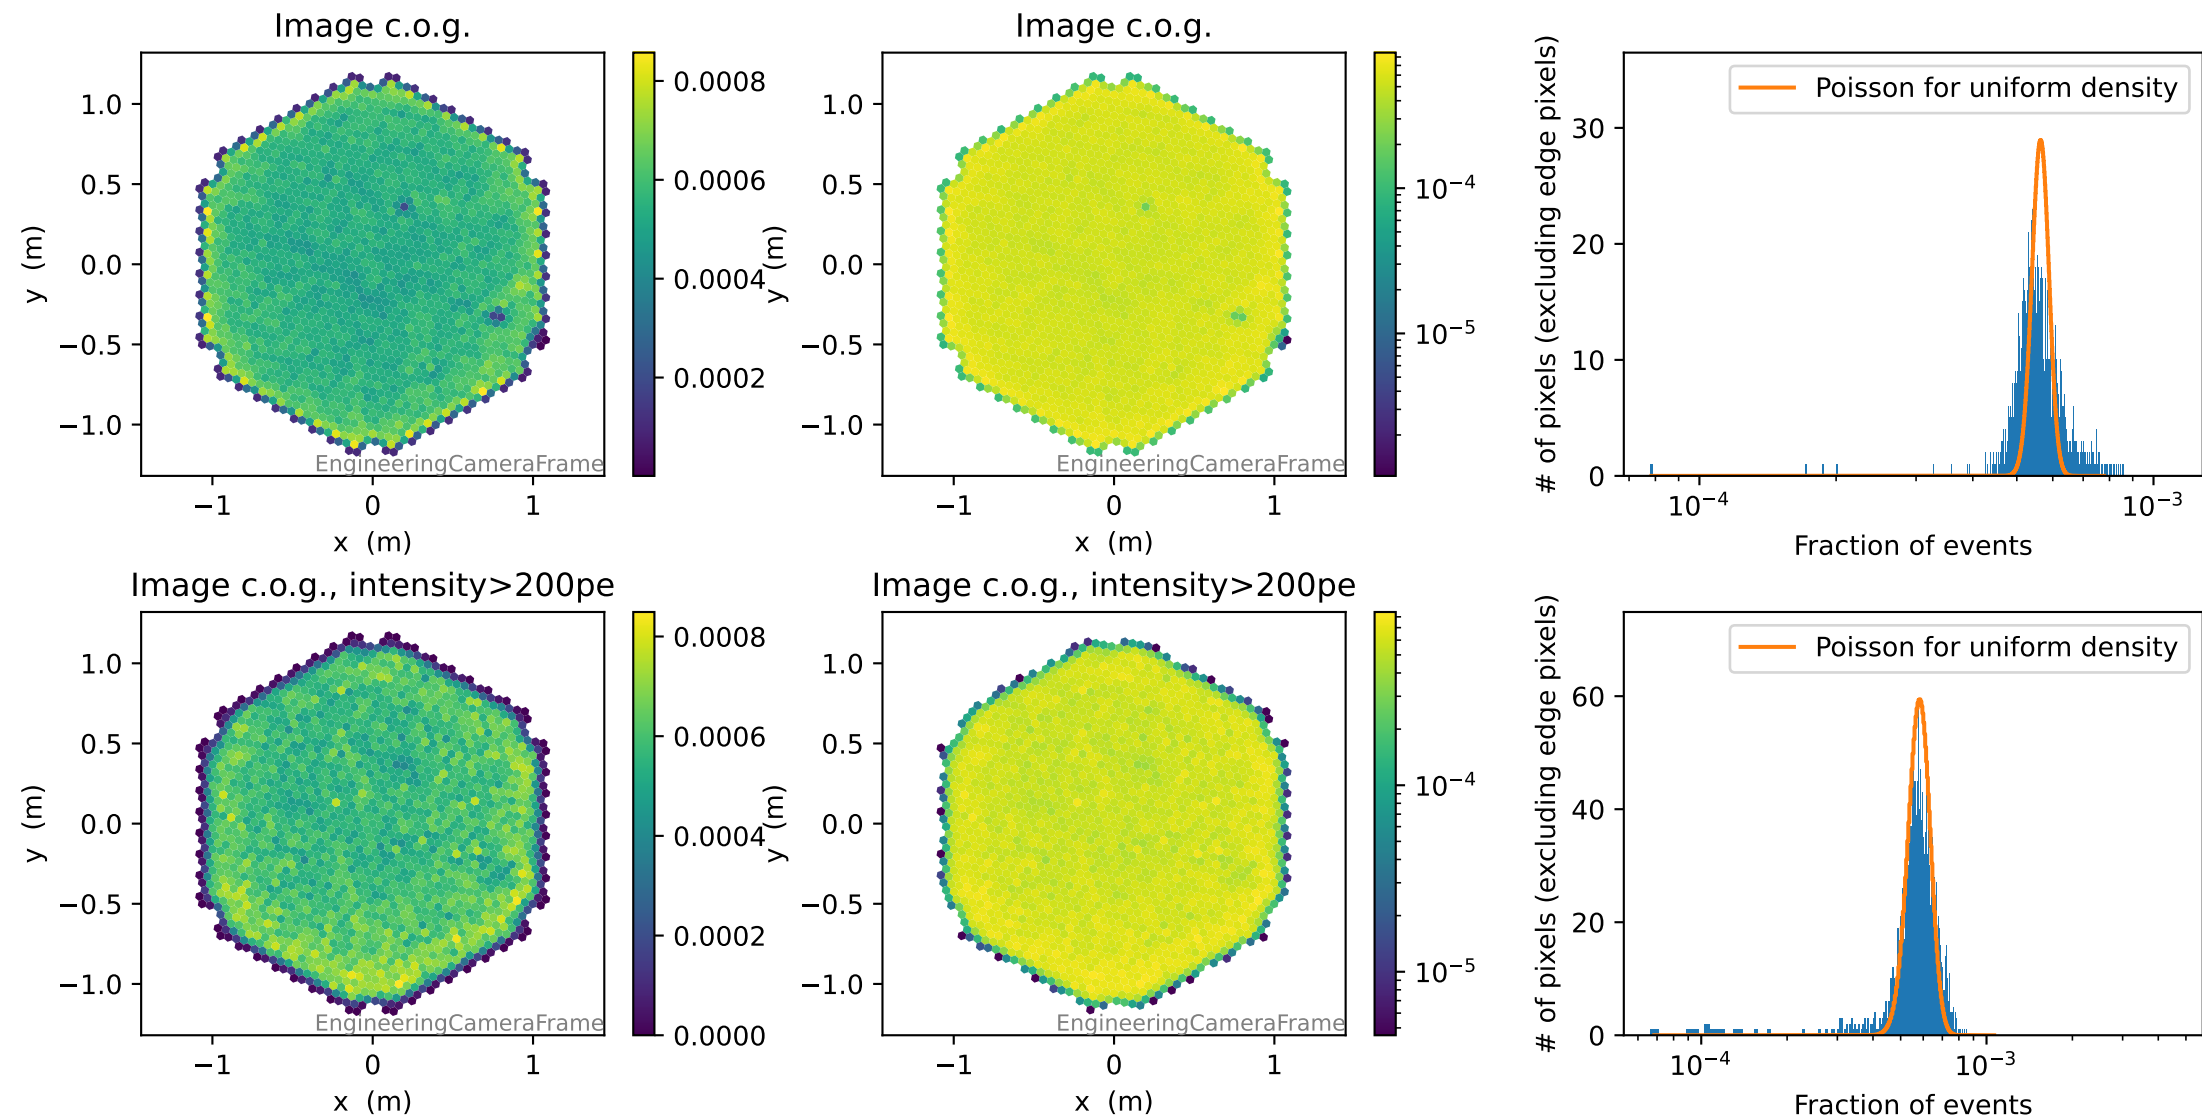 Image c.o.g.
1.0
0.5
0.0
−0.5
−1.0
y (m)
−1
0
1
x (m)
EngineeringCameraFrame
0.0008
0.0006
0.0004
0.0002
Image c.o.g.
1.0
0.5
0.0
−0.5
−1.0
y (m)
−1
0
1
x (m)
EngineeringCameraFrame
10⁻⁴
10⁻⁵
Poisson for uniform density
# of pixels (excluding edge pixels)
30
20
10
0
10⁻⁴
10⁻³
Fraction of events
Image c.o.g., intensity>200pe
1.0
0.5
0.0
−0.5
−1.0
y (m)
−1
0
1
x (m)
EngineeringCameraFrame
0.0008
0.0006
0.0004
0.0002
0.0000
Image c.o.g., intensity>200pe
1.0
0.5
0.0
−0.5
−1.0
y (m)
−1
0
1
x (m)
EngineeringCameraFrame
10⁻⁴
10⁻⁵
Poisson for uniform density
# of pixels (excluding edge pixels)
60
40
20
0
10⁻⁴
10⁻³
Fraction of events